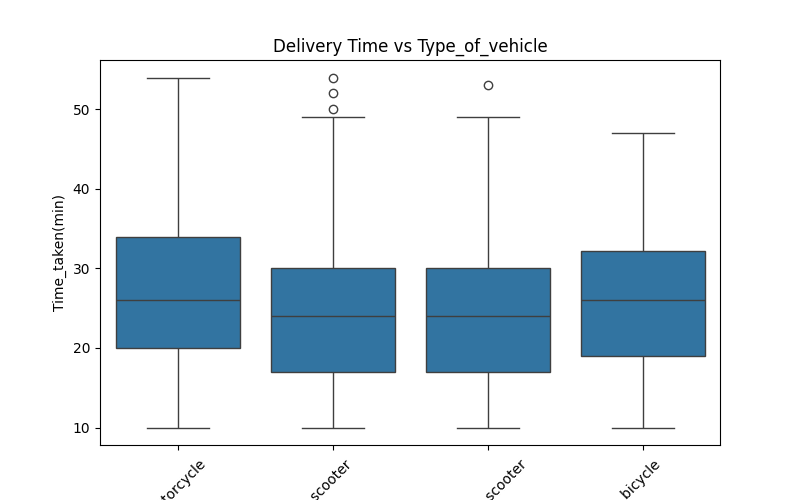 Delivery Time vs Type_of_vehicle
Time_taken(min)
50
40
30
20
10
torcycle
scooter
scooter
bicycle